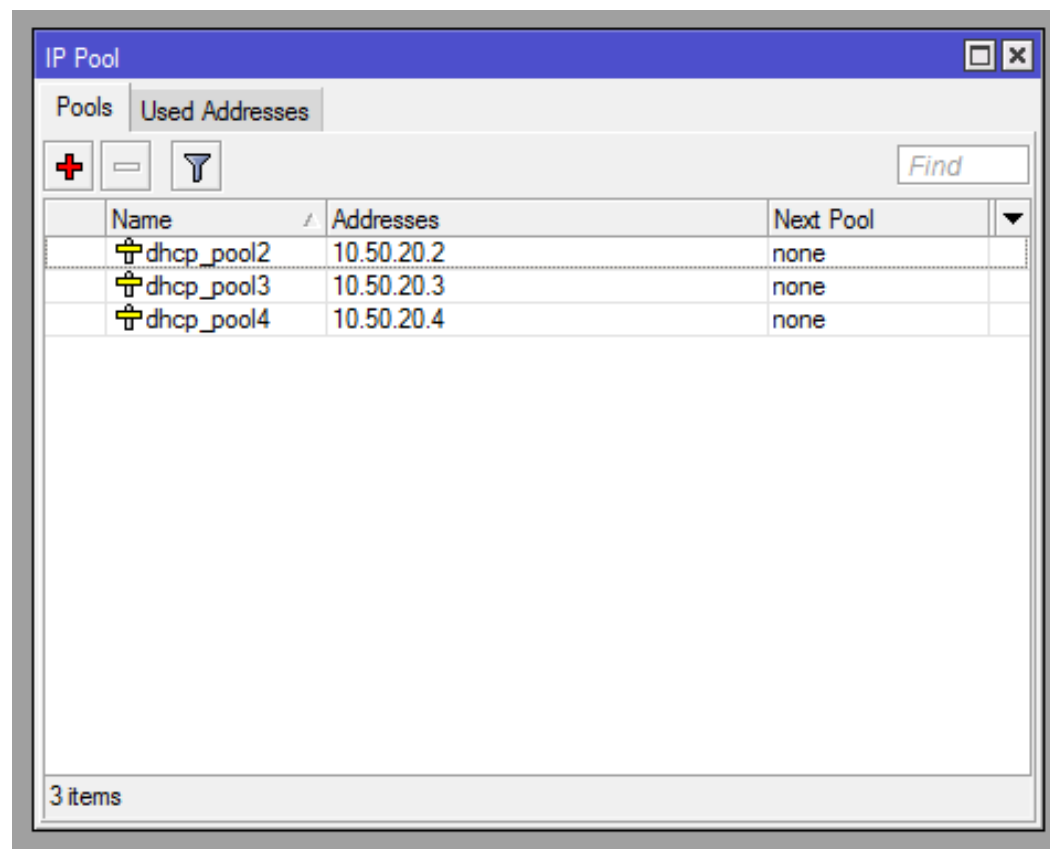 IP Pool
Pools Used Addresses
Find
Name Addresses Next Pool
dhcp_pool2 10.50.20.2 none
dhcp_pool3 10.50.20.3 none
dhcp_pool4 10.50.20.4 none
3 items